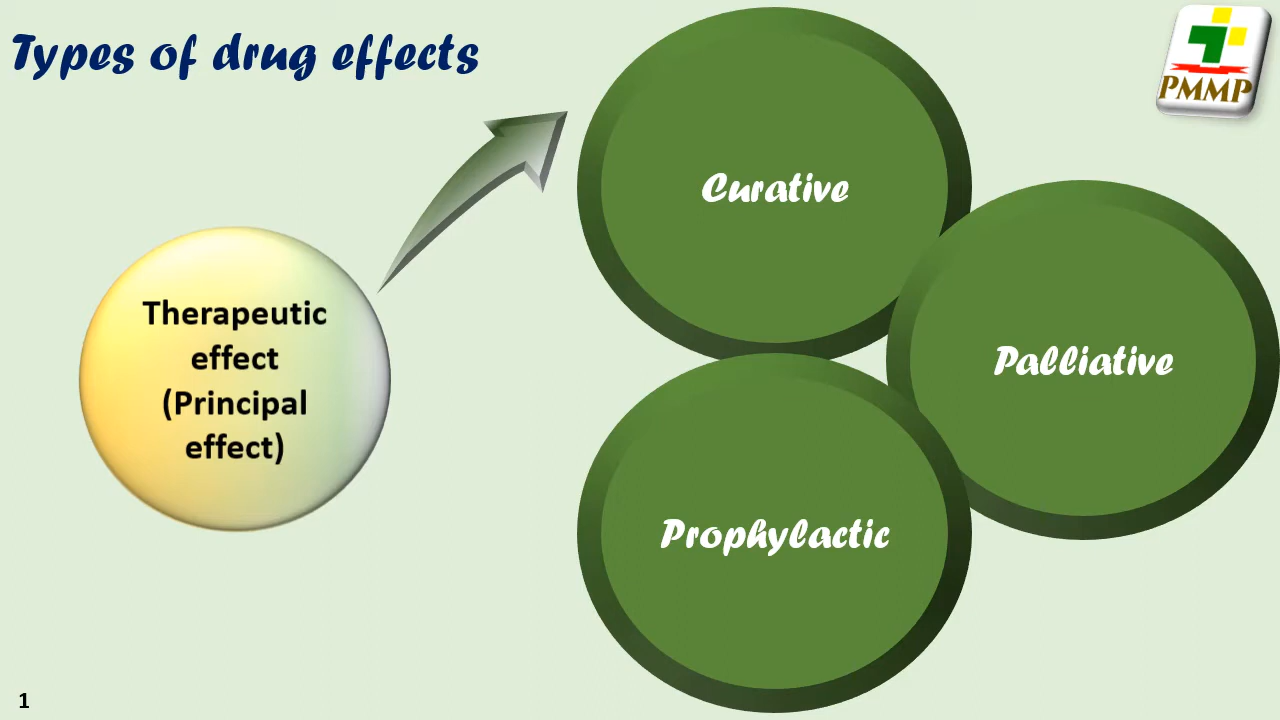 Types of drug effects
PMMP
Curative
Therapeutic
effect
(Principal
effect)
Palliative
Prophylactic
1